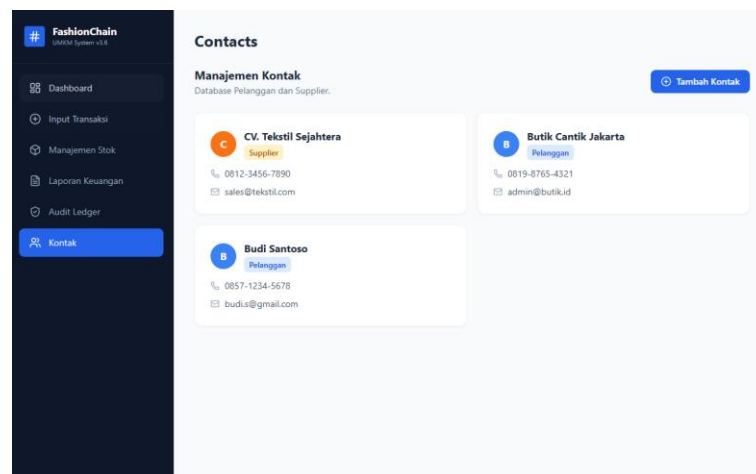 FashionChain
UMKM System v3.8
Dashboard
Input Transaksi
Manajemen Stok
Laporan Keuangan
Audit Ledger
Kontak
Contacts
Manajemen Kontak
Database Pelanggan dan Supplier.
Tambah Kontak
C
CV. Tekstil Sejahtera
Supplier
0812-3456-7890
sales@tekstil.com
B
Butik Cantik Jakarta
Pelanggan
0819-8765-4321
admin@butik.id
B
Budi Santoso
Pelanggan
0857-1234-5678
budi.s@gmail.com